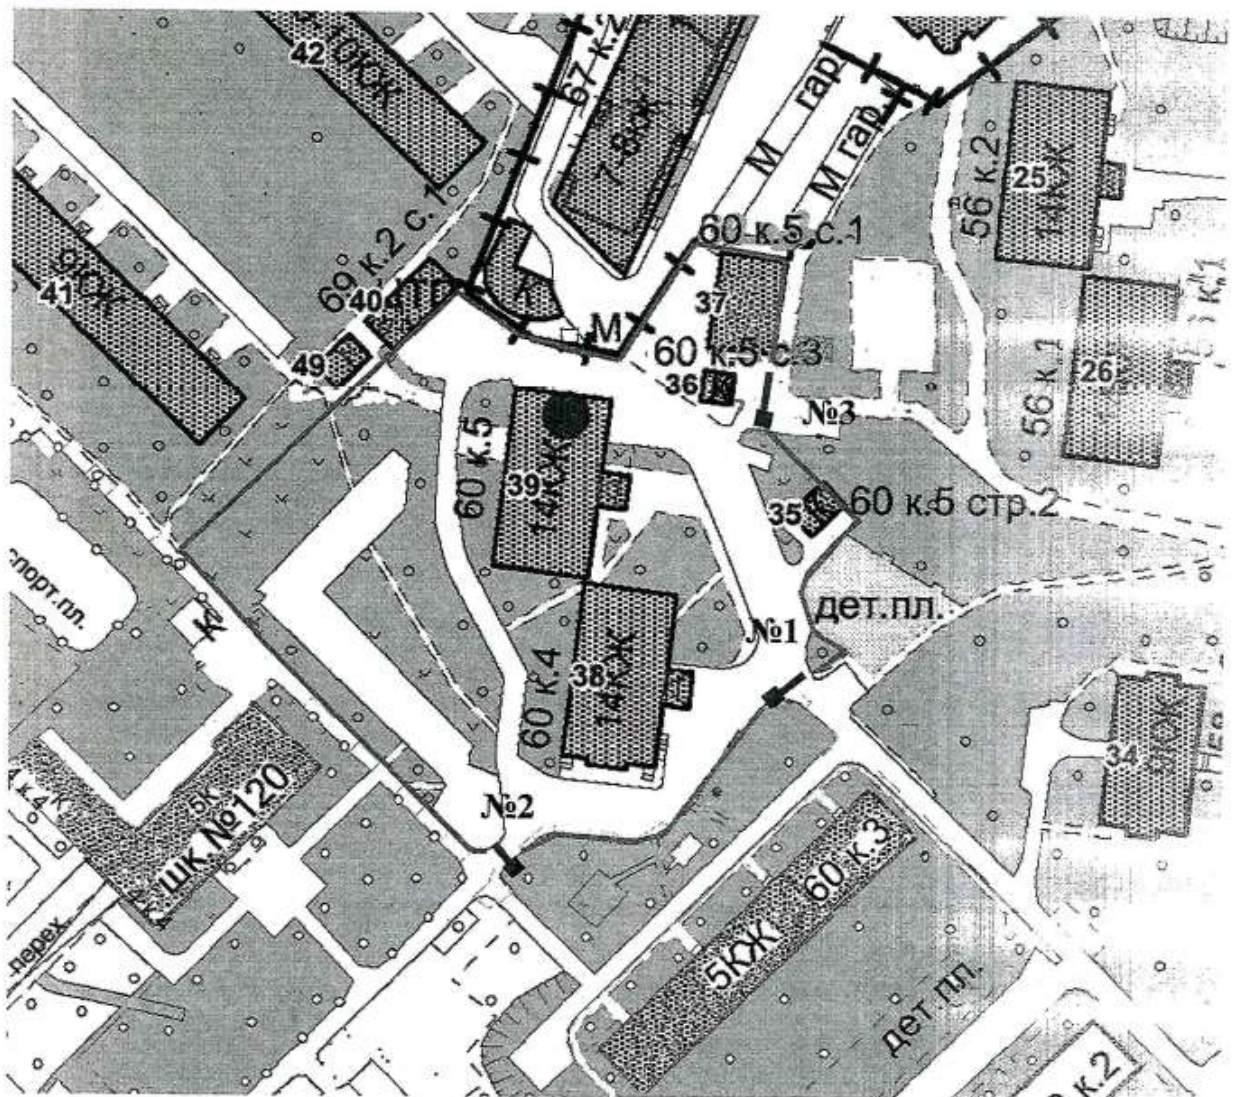 42
10КЖ
67 к.2
7-8кж
М гар.
М гар.
25
14КЖ
56 к.2
41
9КЖ
69 к.2 с.1
40
49
М
60 к.5 с.1
37
60 к.5 с.3
36
№3
26
56 к.1
39
14КЖ
60 к.5
35
К
60 к.5 стр.2
спорт.пл.
К
дет.пл.
№1
38
14КЖ
60 к.4
34
9КЖ
№2
5К
шк №120
перех.
5КЖ
60 к.3
дет.пл.
к.2